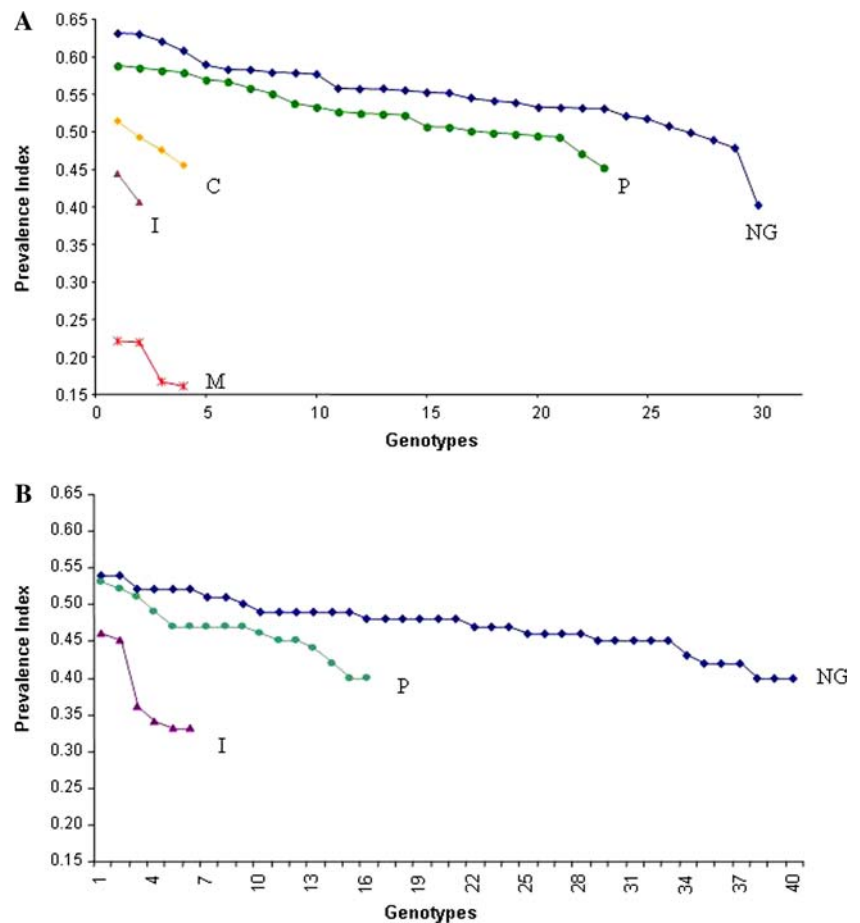 A
Prevalence Index
0.65
0.60
0.55
0.50
0.45
0.40
0.35
0.30
0.25
0.20
0.15
C
I
M
P
NG
0 5 10 15 20 25 30
Genotypes
B
Prevalence Index
0.65
0.60
0.55
0.50
0.45
0.40
0.35
0.30
0.25
0.20
0.15
I
P
NG
1 4 7 10 13 16 19 22 25 28 31 34 37 40
Genotypes